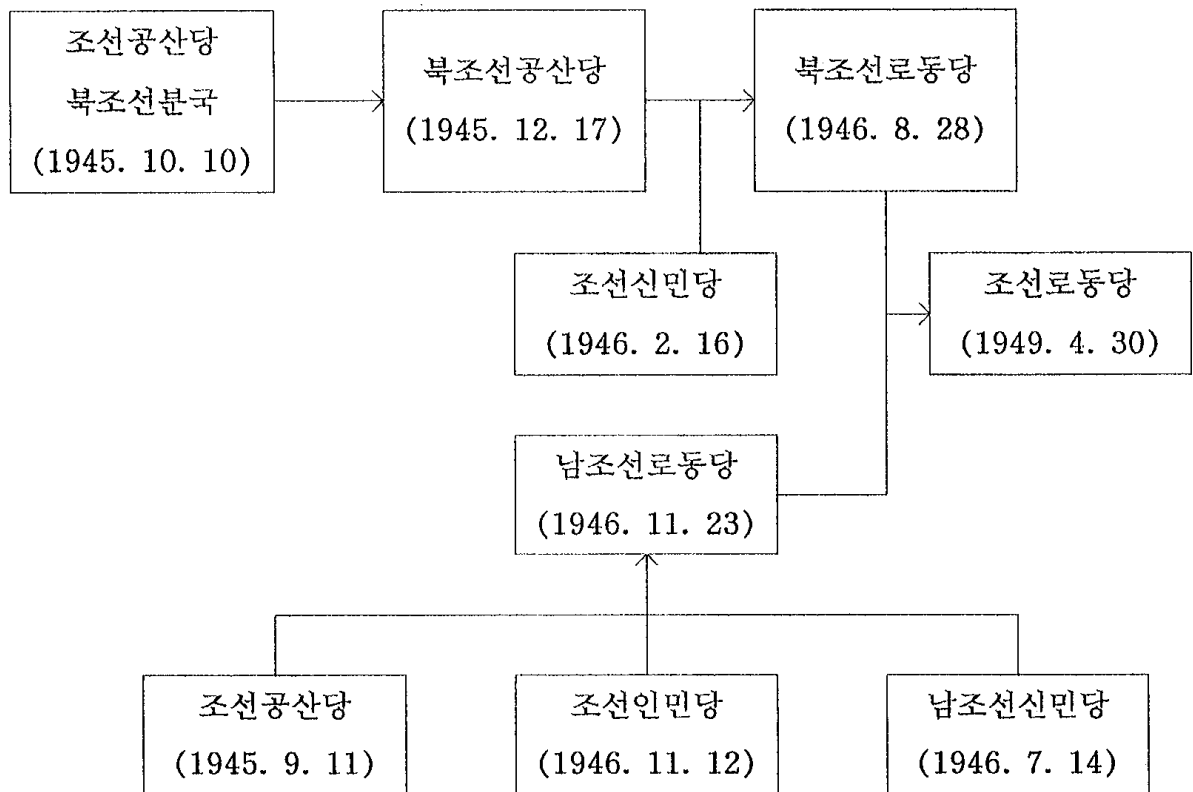 조선공산당
북조선분국
(1945. 10. 10)
북조선공산당
(1945. 12. 17)
북조선로동당
(1946. 8. 28)
조선신민당
(1946. 2. 16)
조선로동당
(1949. 4. 30)
남조선로동당
(1946. 11. 23)
조선공산당
(1945. 9. 11)
조선인민당
(1946. 11. 12)
남조선신민당
(1946. 7. 14)